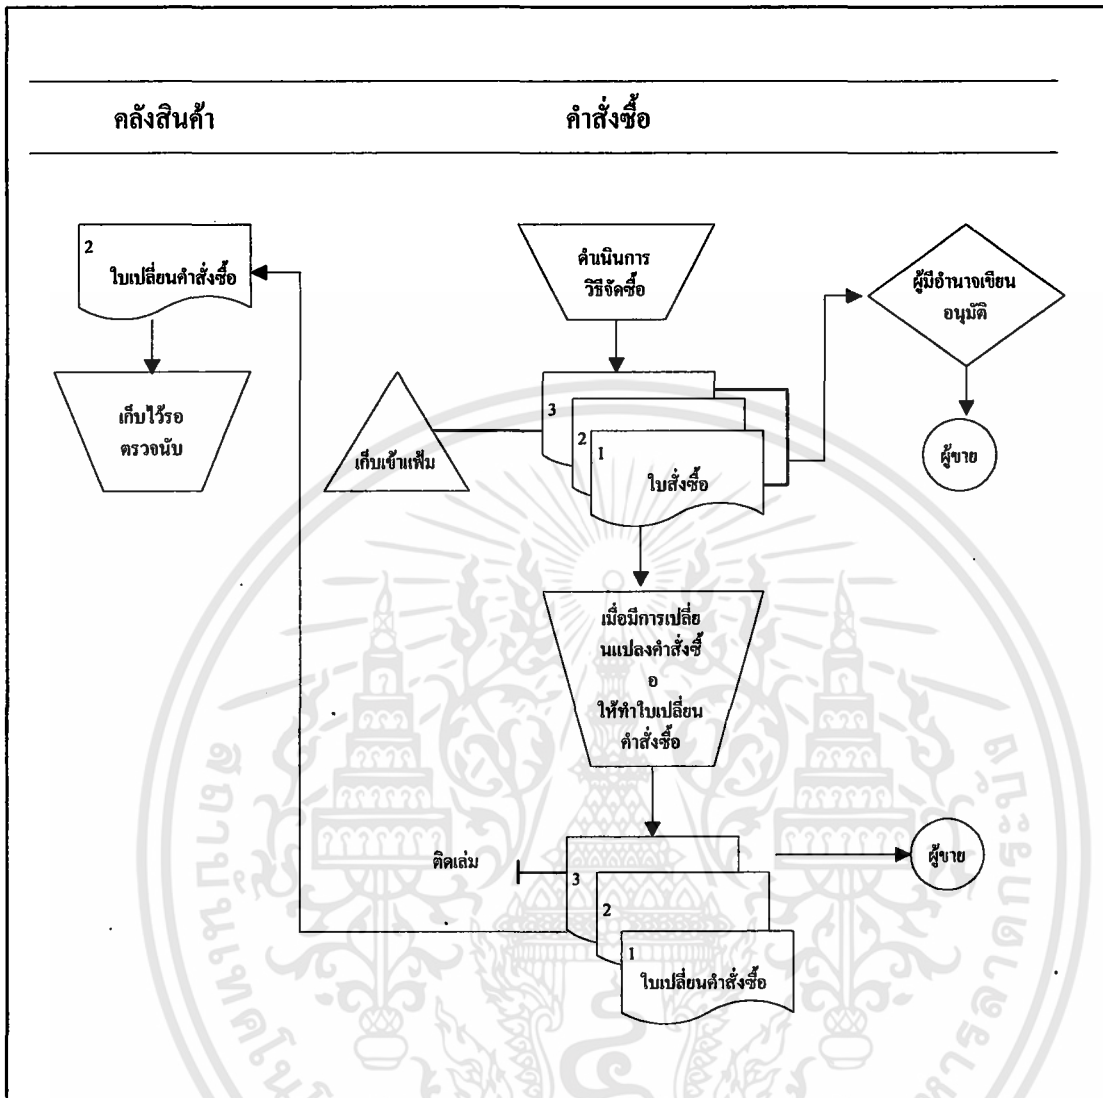 คลังสินค้า
คำสั่งซื้อ
2
ใบเปลี่ยนคำสั่งซื้อ
เก็บไว้รอ
ตรวจนับ
ดำเนินการ
วิธีจัดซื้อ
ผู้มีอำนาจเขียน
อนุมัติ
ผู้ขาย
เก็บเข้าแฟ้ม
3
2
1
ใบสั่งซื้อ
เมื่อมีการเปลี่ย
นแปลงคำสั่งซื้
อ
ให้ทำใบเปลี่ยน
คำสั่งซื้อ
ติดเล่ม
3
2
1
ใบเปลี่ยนคำสั่งซื้อ
ผู้ขาย